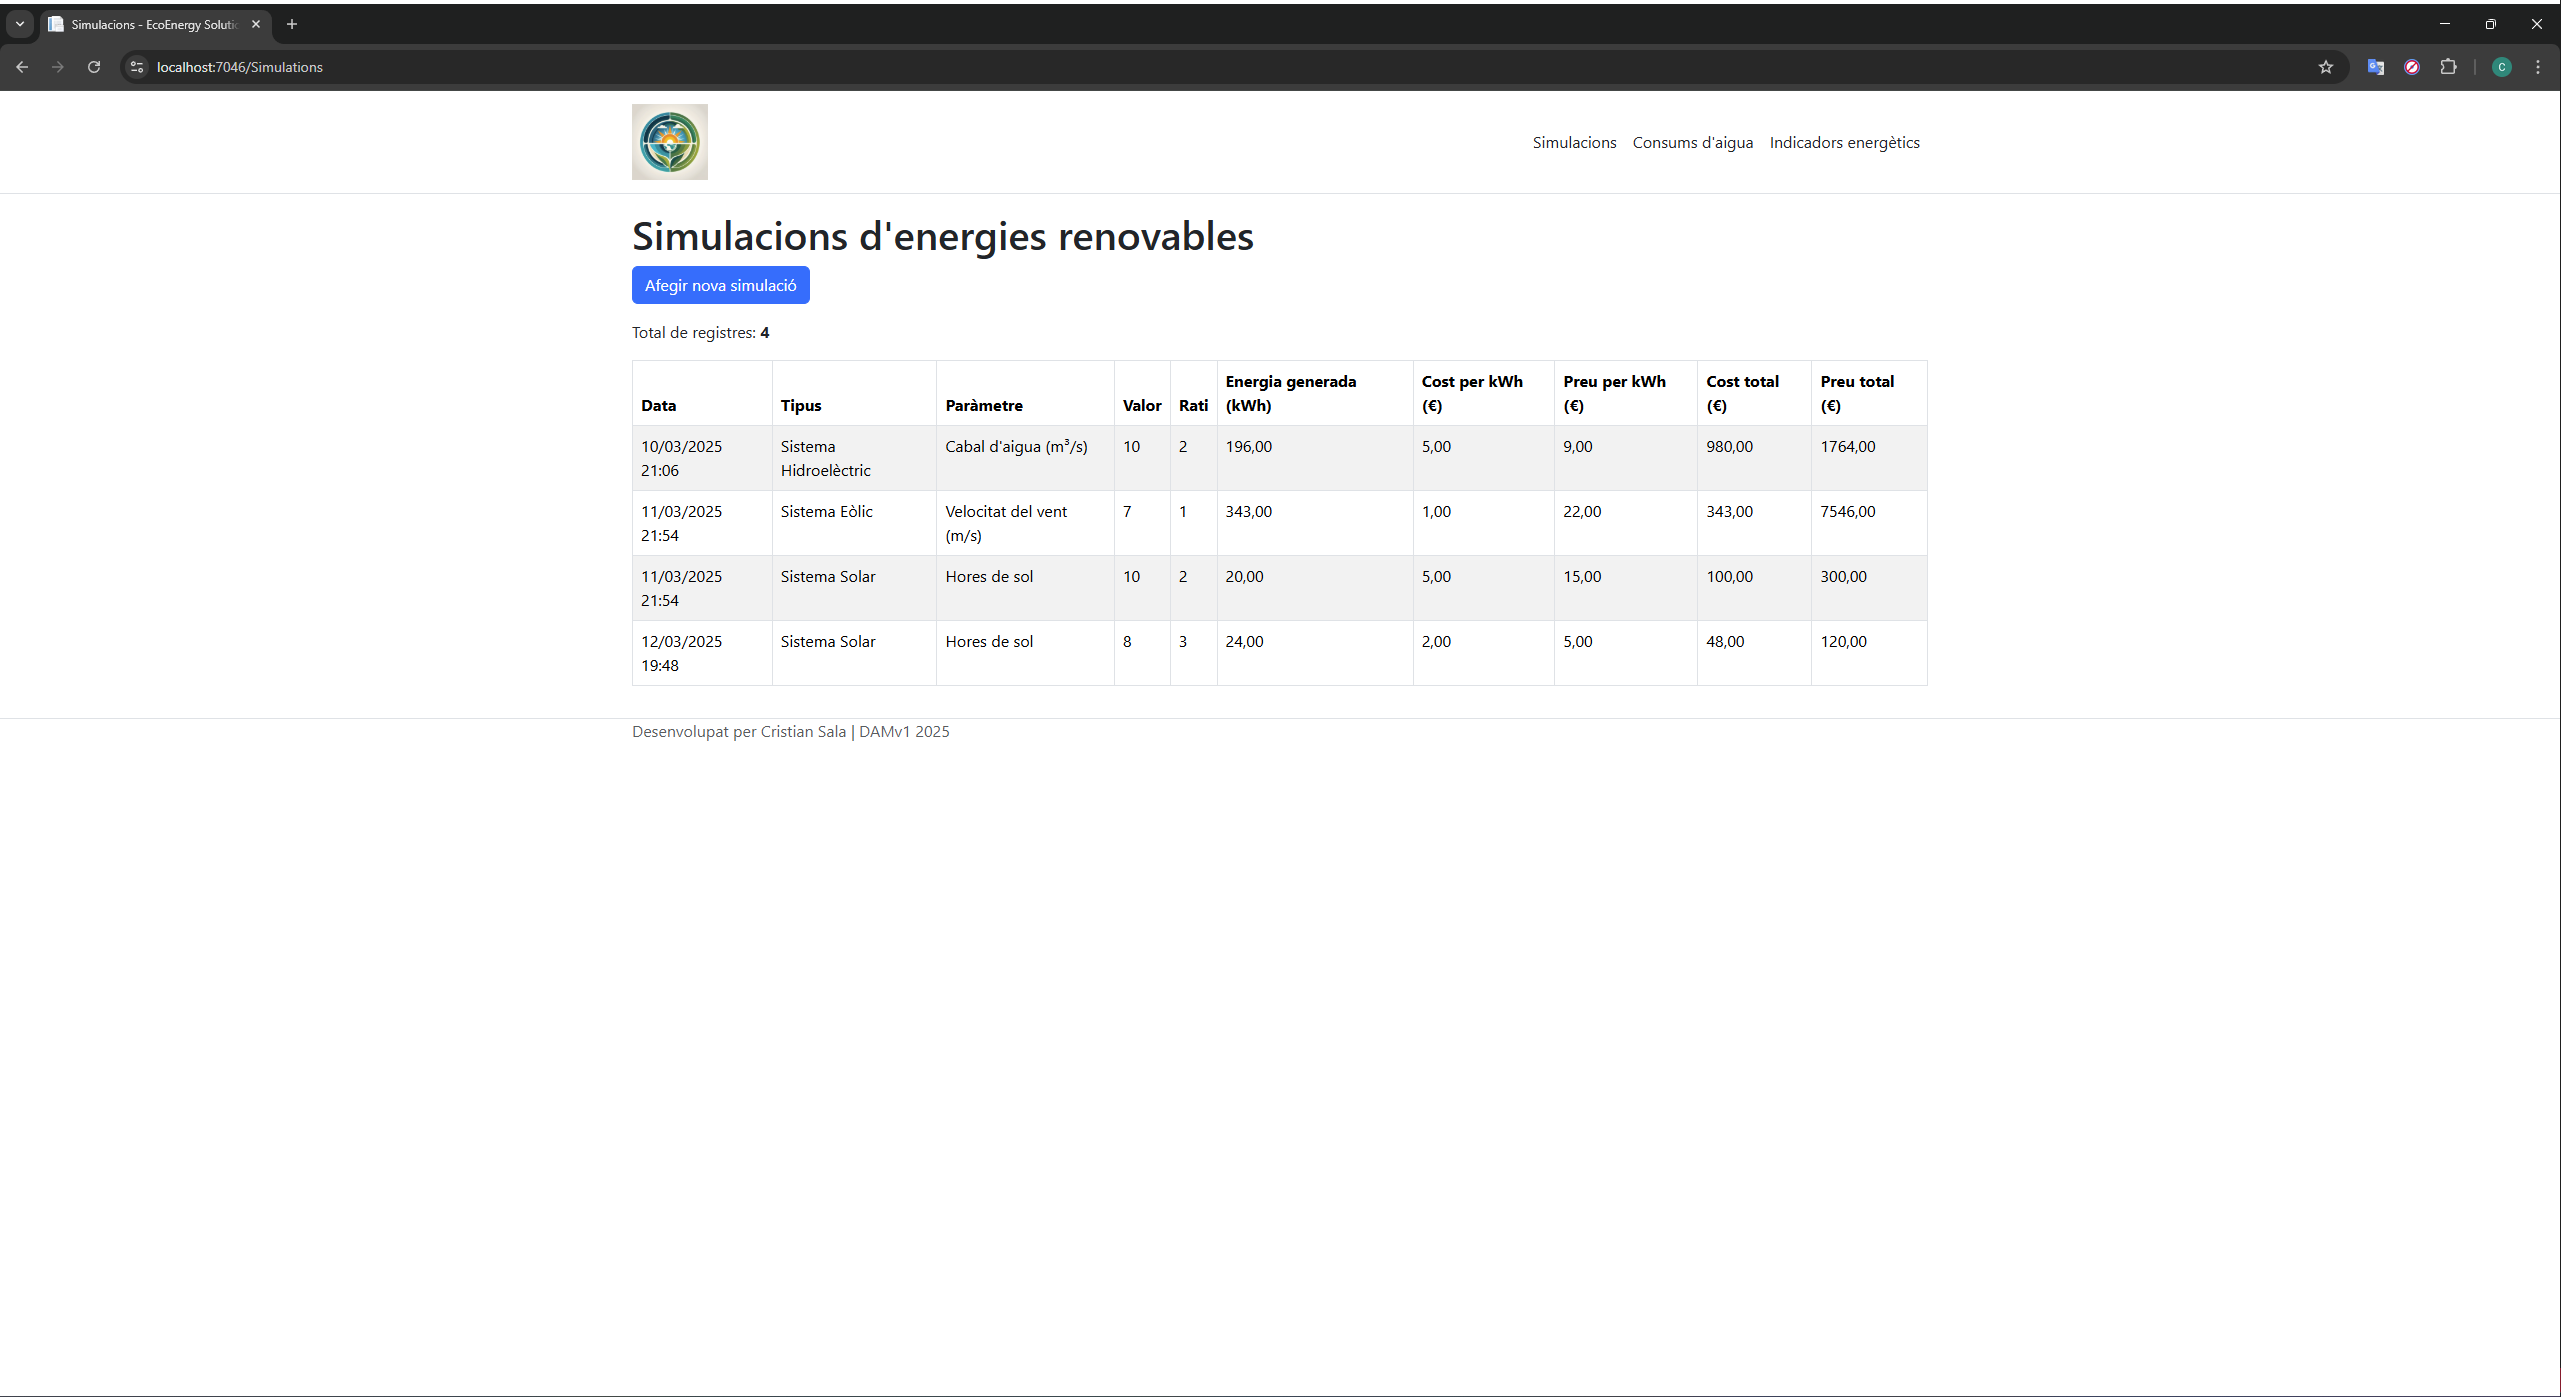 Simulacions - EcoEnergy Soluti
localhost:7046/Simulations
C
Simulacions Consums d'aigua Indicadors energètics
Simulacions d'energies renovables
Afegir nova simulació
Total de registres: 4
Data Tipus Paràmetre Valor Rati Energia generada (kWh) Cost per kWh (€) Preu per kWh (€) Cost total (€) Preu total (€)
10/03/2025 21:06 Sistema Hidroelèctric Cabal d'aigua (m³/s) 10 2 196,00 5,00 9,00 980,00 1764,00
11/03/2025 21:54 Sistema Eòlic Velocitat del vent (m/s) 7 1 343,00 1,00 22,00 343,00 7546,00
11/03/2025 21:54 Sistema Solar Hores de sol 10 2 20,00 5,00 15,00 100,00 300,00
12/03/2025 19:48 Sistema Solar Hores de sol 8 3 24,00 2,00 5,00 48,00 120,00
Desenvolupat per Cristian Sala | DAMv1 2025